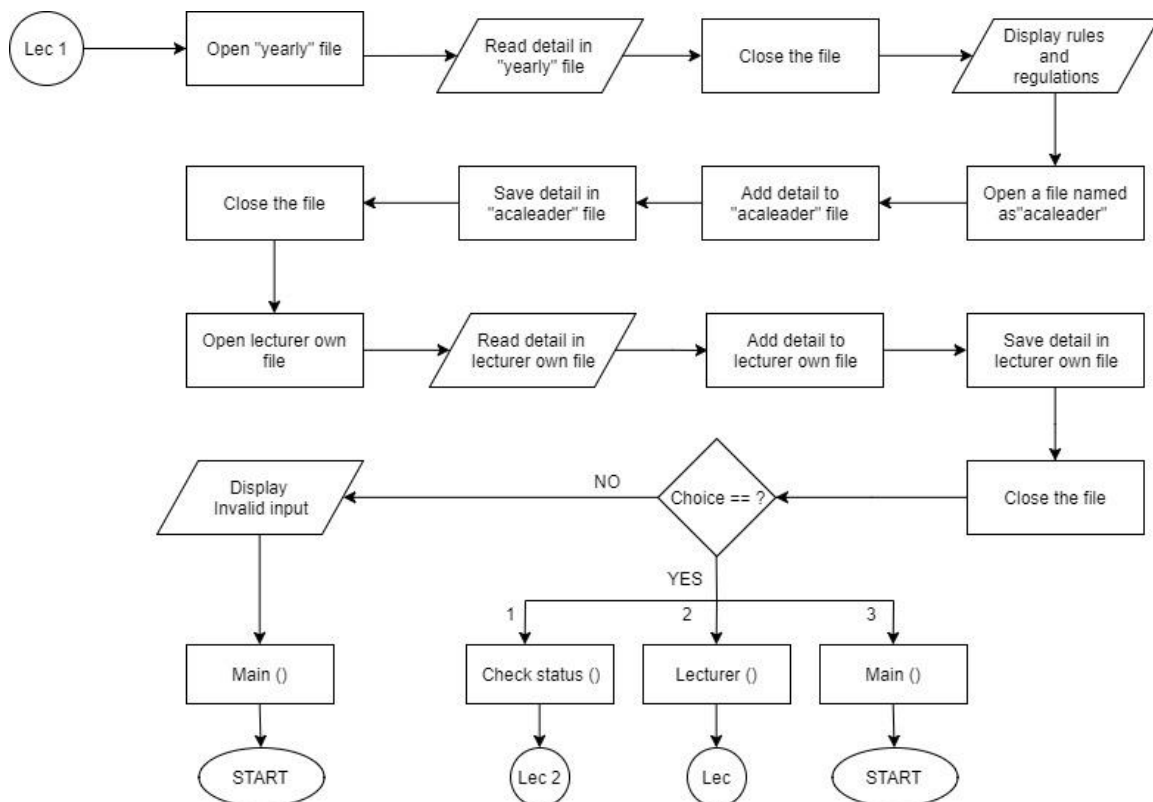 Lec 1
Open "yearly" file
Read detail in
"yearly" file
Close the file
Display rules
and
regulations
Close the file
Save detail in
"acaleader" file
Add detail to
"acaleader" file
Open a file named
as"acaleader"
Open lecturer own
file
Read detail in
lecturer own file
Add detail to
lecturer own file
Save detail in
lecturer own file
Display
Invalid input
NO
Choice == ?
Close the file
YES
1
2
3
Main ()
Check status ()
Lecturer ()
Main ()
START
Lec 2
Lec
START